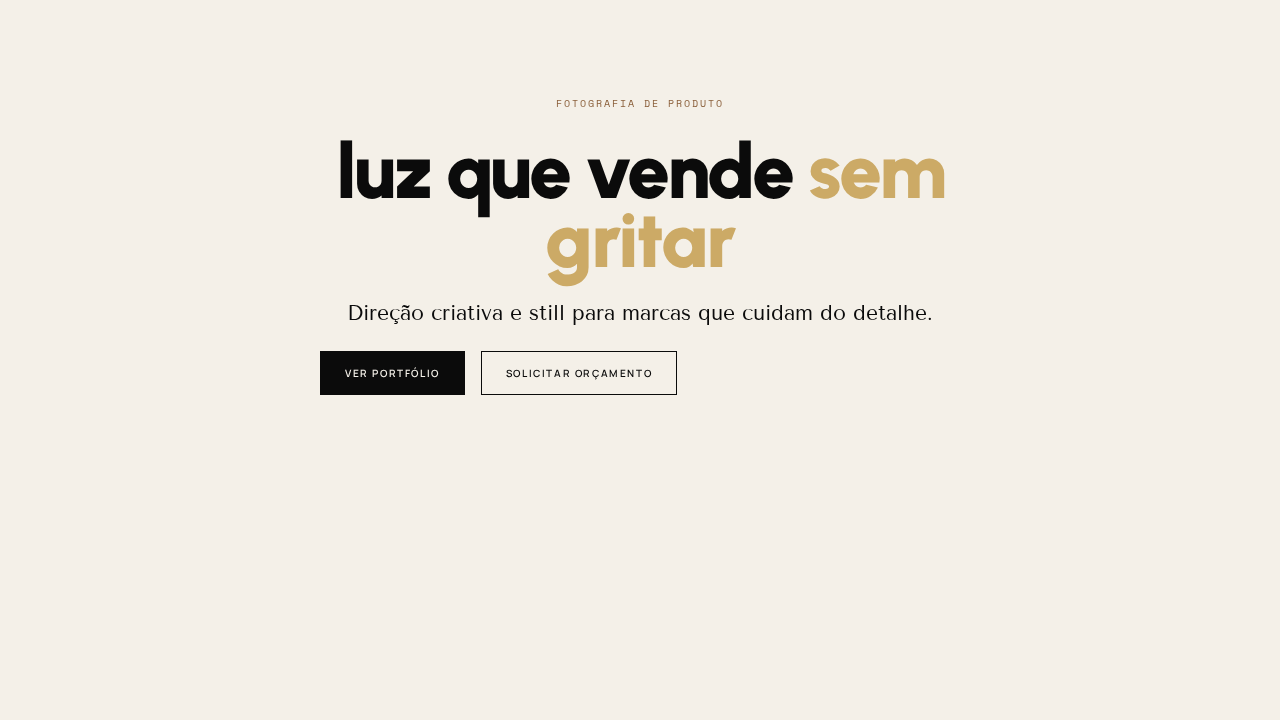 FOTOGRAFIA DE PRODUTO
luz que vende sem
gritar
Direção criativa e still para marcas que cuidam do detalhe.
VER PORTFÓLIO
SOLICITAR ORÇAMENTO